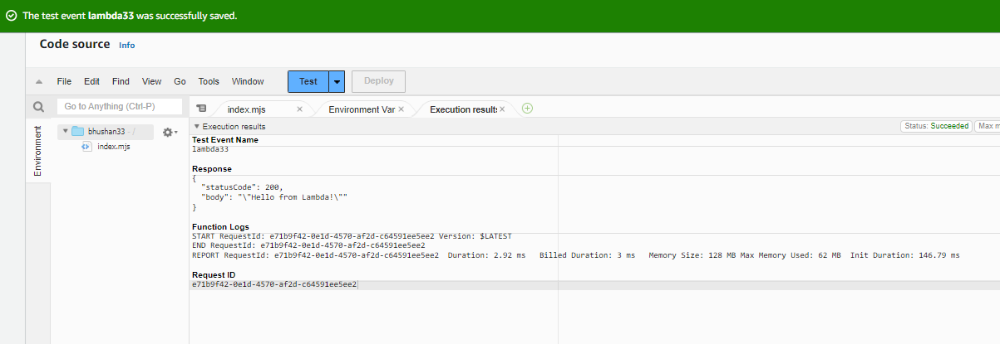 The test event lambda33 was successfully saved.
Code source Info
File Edit Find View Go Tools Window Test Deploy
Go to Anything (Ctrl-P) index.mjs Environment Var Execution results
Environment
bhushan33 - /
index.mjs
Execution results Status: Succeeded Max m
Test Event Name
lambda33
Response
{
"statusCode": 200,
"body": "\"Hello from Lambda!\""
}
Function Logs
START RequestId: e71b9f42-0e1d-4570-af2d-c64591ee5ee2 Version: $LATEST
END RequestId: e71b9f42-0e1d-4570-af2d-c64591ee5ee2
REPORT RequestId: e71b9f42-0e1d-4570-af2d-c64591ee5ee2 Duration: 2.92 ms Billed Duration: 3 ms Memory Size: 128 MB Max Memory Used: 62 MB Init Duration: 146.79 ms
Request ID
e71b9f42-0e1d-4570-af2d-c64591ee5ee2